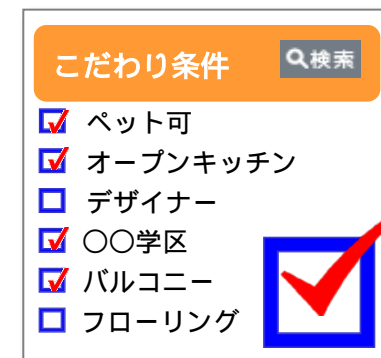 こだわり条件 検索
ペット可
オープンキッチン
デザイナー
○○学区
バルコニー
フローリング